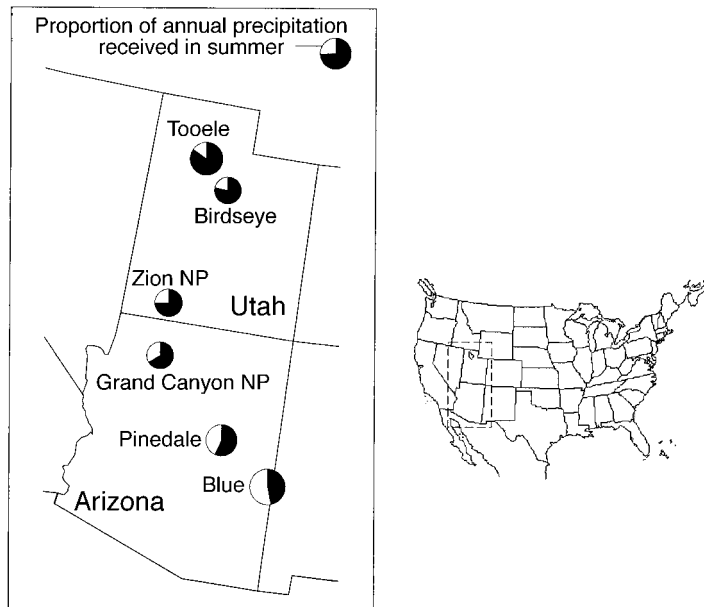 Proportion of annual precipitation
received in summer
Tooele
Birdseye
Zion NP
Utah
Grand Canyon NP
Pinedale
Blue
Arizona